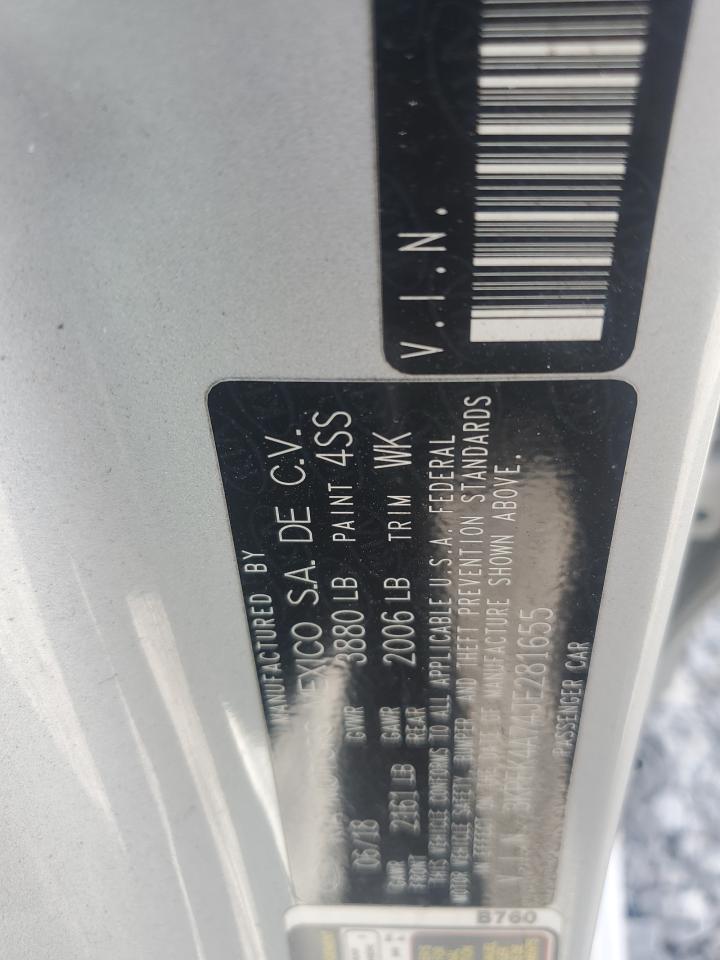 V.I.N.
MANUFACTURED BY
MEXICO S.A. DE C.V.
06/18 GVWR 3880 LB PAINT 4SS
GAWR FRONT 2161 LB GAWR REAR 2006 LB TRIM WK
THIS VEHICLE CONFORMS TO ALL APPLICABLE U.S.A. FEDERAL
MOTOR VEHICLE SAFETY, BUMPER, AND THEFT PREVENTION STANDARDS
IN EFFECT ON THE DATE OF MANUFACTURE SHOWN ABOVE.
V.I.N.
PASSENGER CAR
B760